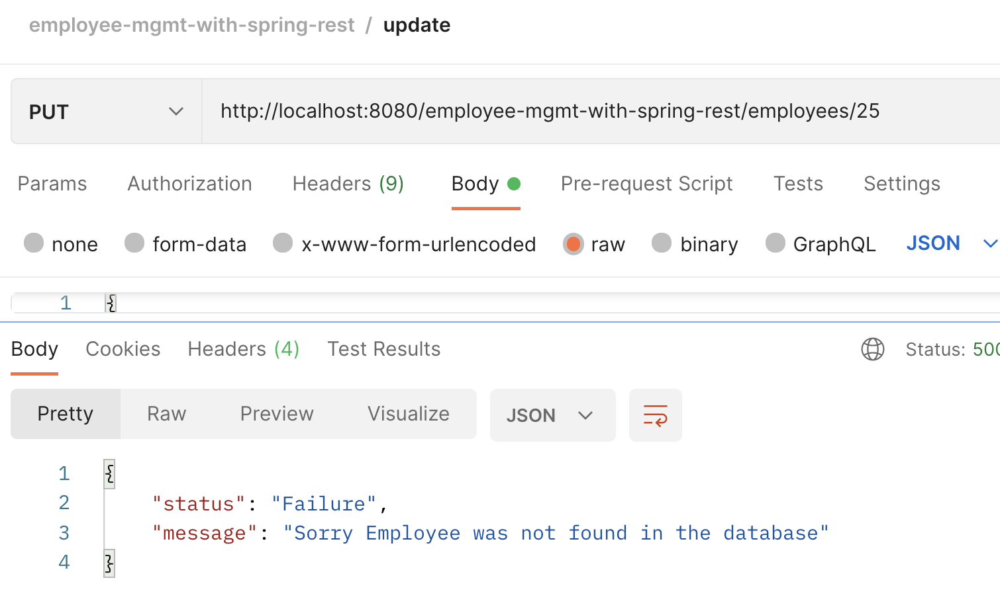 employee-mgmt-with-spring-rest / update
PUT http://localhost:8080/employee-mgmt-with-spring-rest/employees/25
Params Authorization Headers (9) Body Pre-request Script Tests Settings
none form-data x-www-form-urlencoded raw binary GraphQL JSON
1 {
Body Cookies Headers (4) Test Results Status: 500
Pretty Raw Preview Visualize JSON
1 {
2 "status": "Failure",
3 "message": "Sorry Employee was not found in the database"
4 }